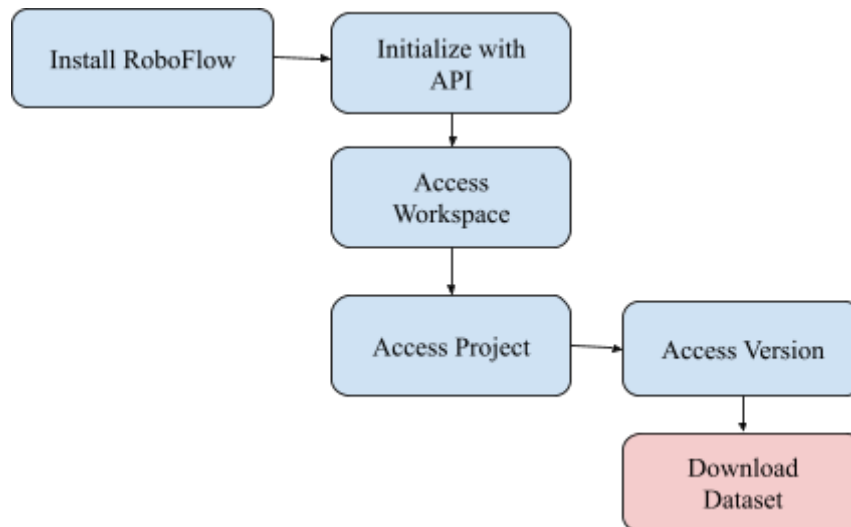 Install RoboFlow
Initialize with
API
Access
Workspace
Access Project
Access Version
Download
Dataset